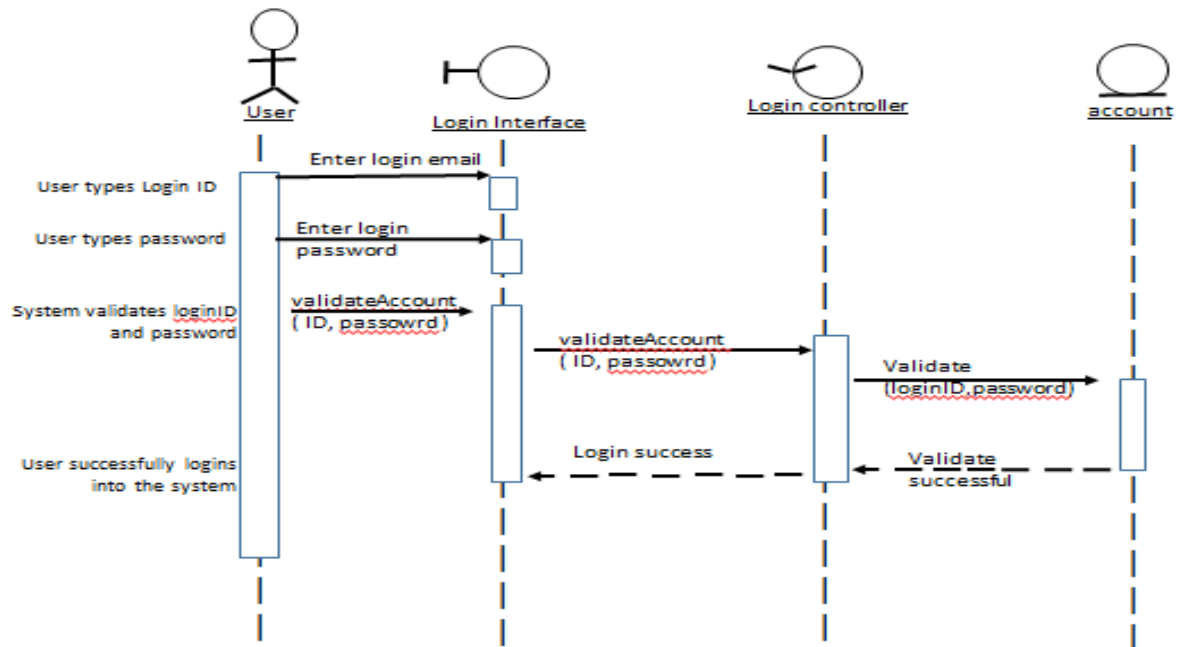 User
Login Interface
Login controller
account
Enter login email
User types Login ID
Enter login
password
User types password
validateAccount
( ID, passowrd)
System validates loginID
and password
validateAccount
( ID, passowrd)
Validate
(loginID,password)
Login success
Validate
successful
User successfully logins
into the system